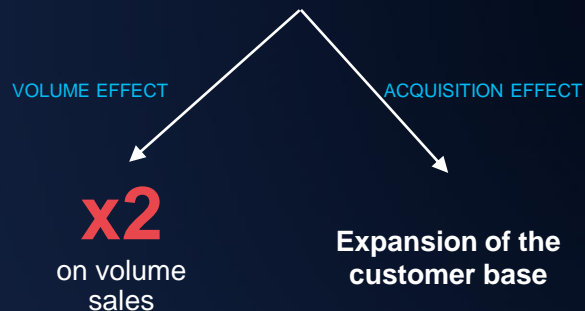 VOLUME EFFECT
ACQUISITION EFFECT
x2
on volume
sales
Expansion of the
customer base